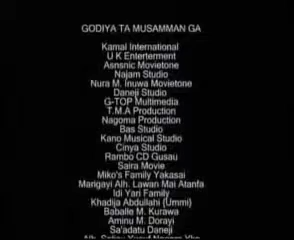 GODIYA TA MUSAMMAN GA
Kamal International
U K Enterterment
Asnsnic Movietone
Najam Studio
Nura M. Inuwa Movietone
Daneji Studio
G-TOP Multimedia
T.M.A Production
Nagoma Production
Bas Studio
Kano Musical Studio
Cinya Studio
Rambo CD Gusau
Saira Movie
Miko's Family Yakasai
Marigayi Alh. Lawan Mai Atanfa
Idi Yari Family
Khadija Abdullahi (Ummi)
Baballe M. Kurawa
Aminu M. Dorayi
Sa'adatu Daneji